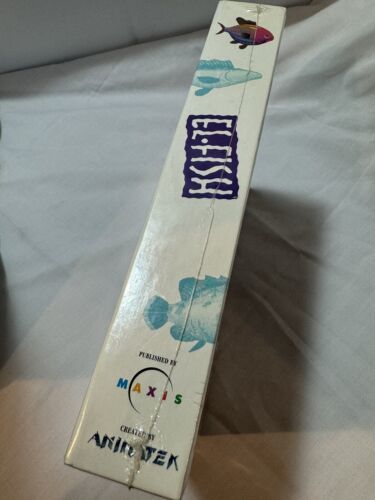 EL-FISH
PUBLISHED BY
MAXIS
CREATED BY
ANIMATEK